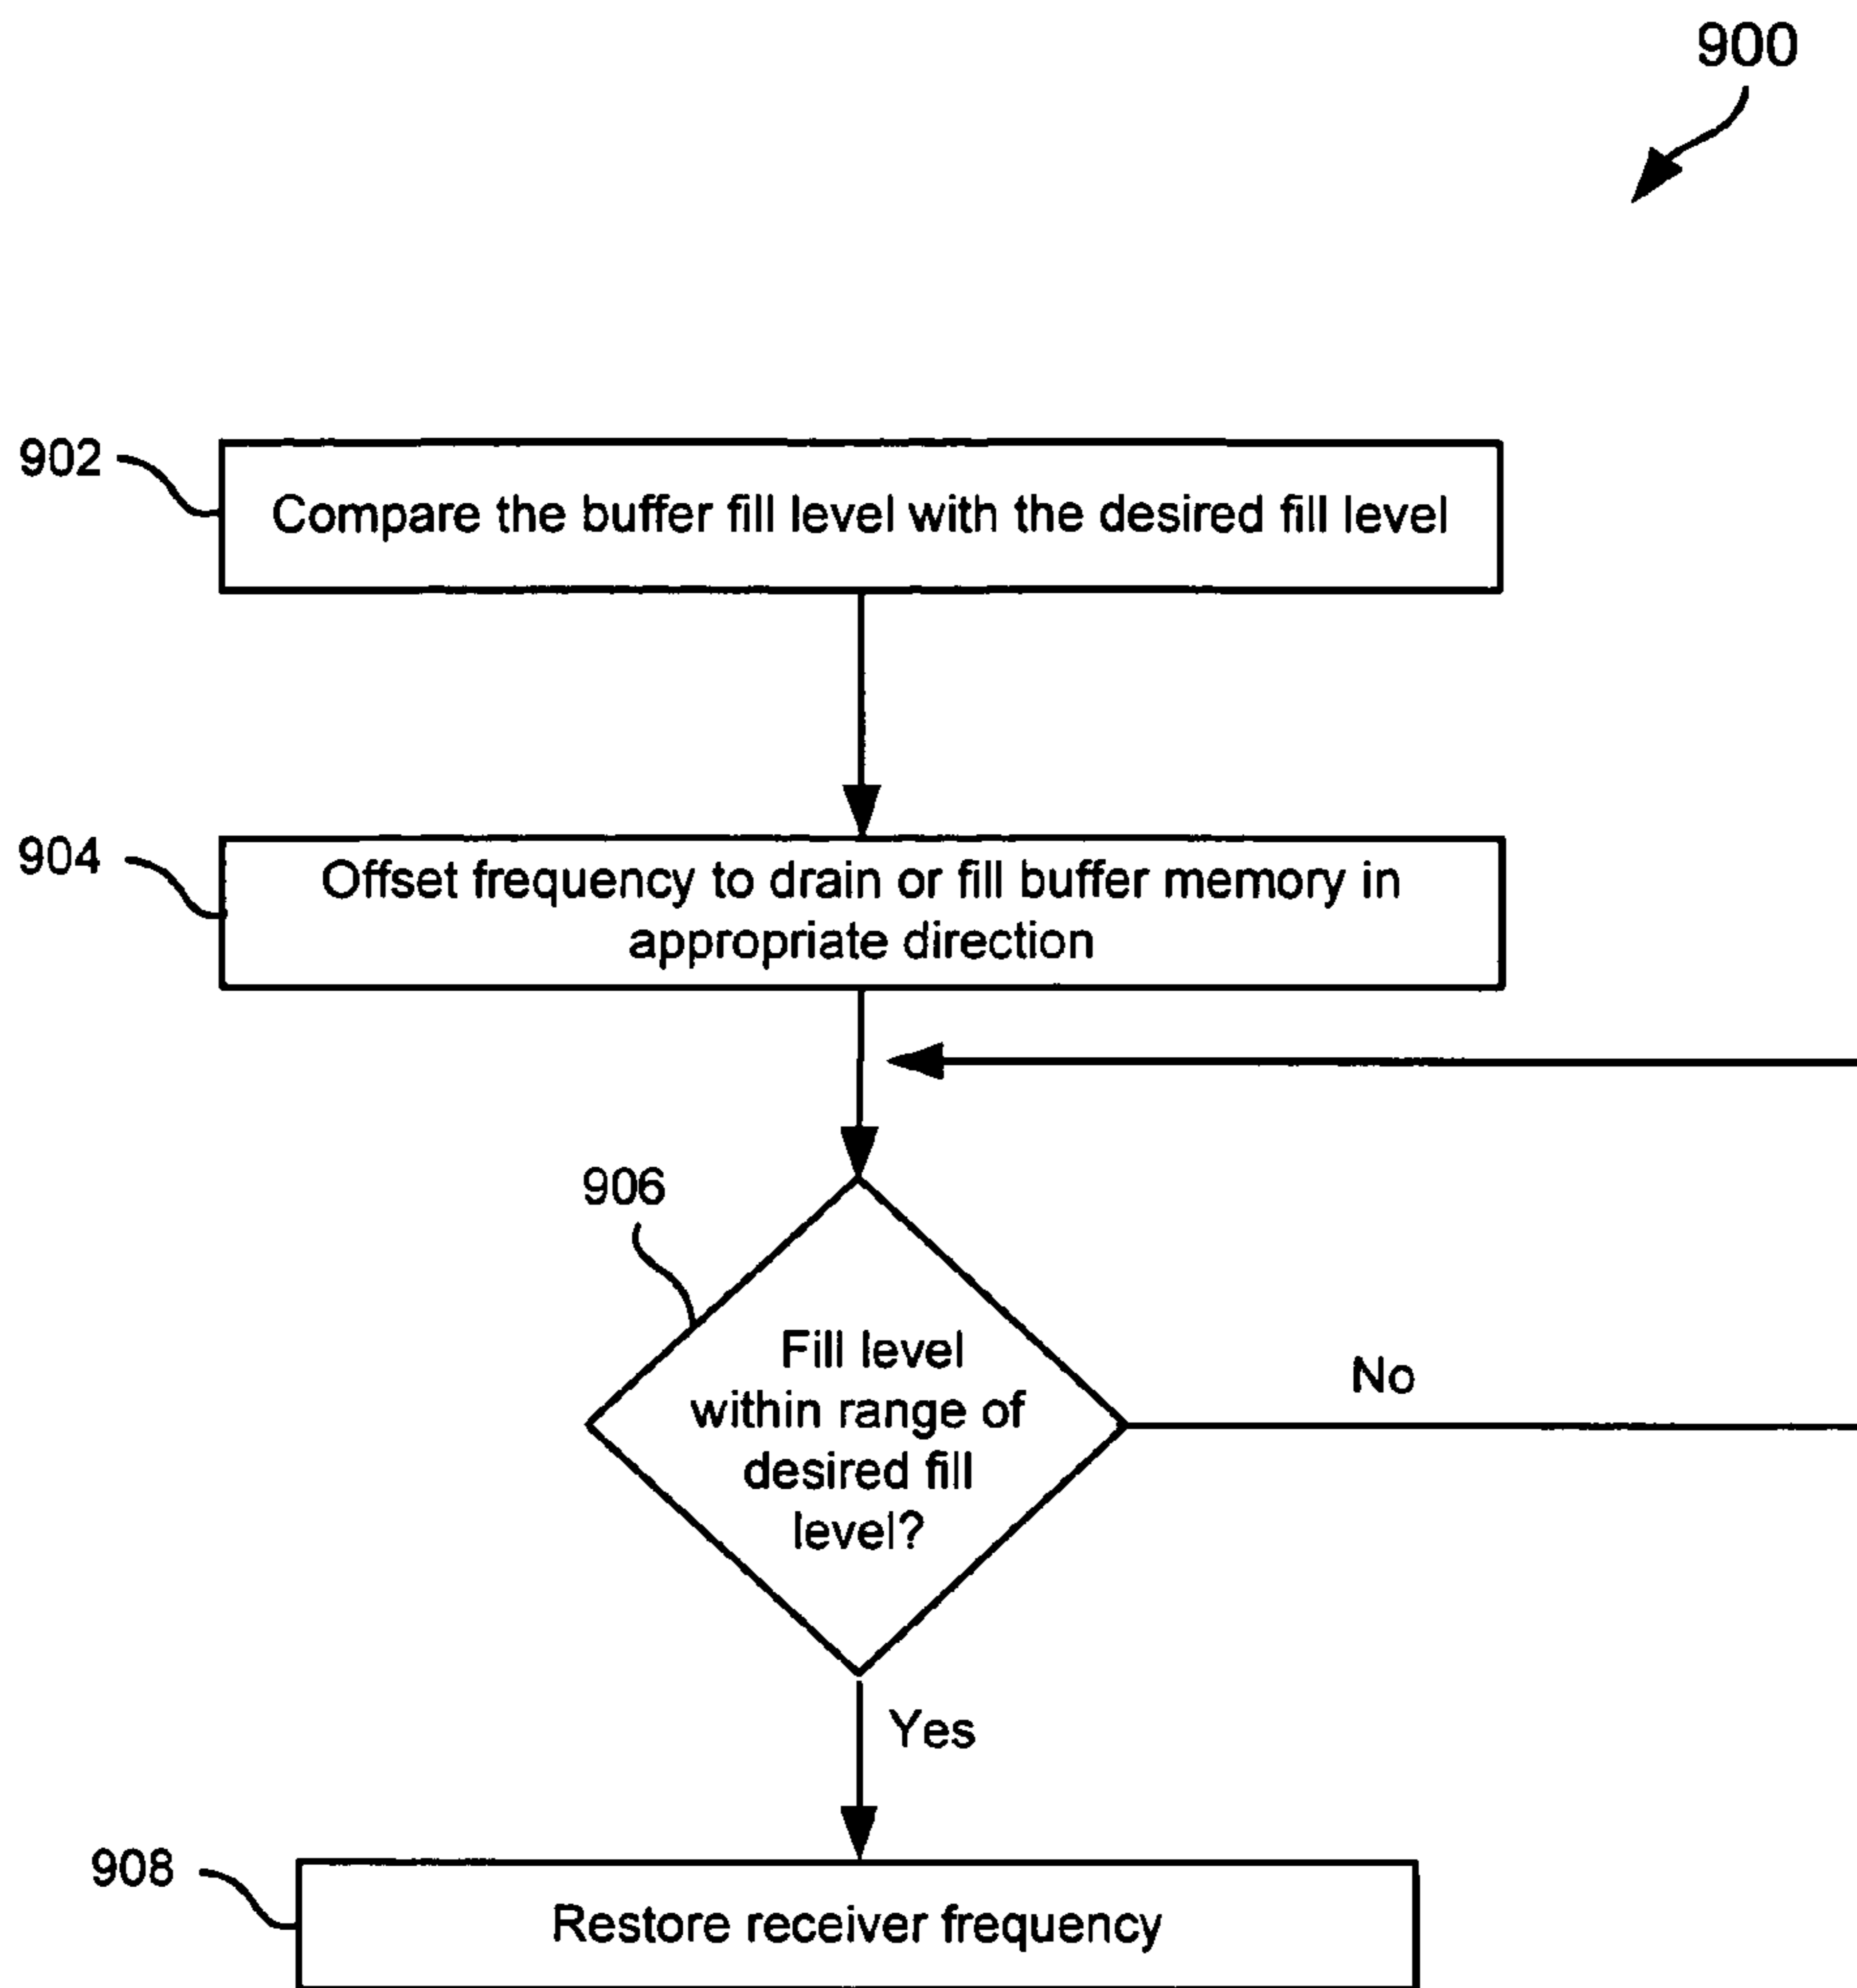 900
902
Compare the buffer fill level with the desired fill level
904
Offset frequency to drain or fill buffer memory in
appropriate direction
906
Fill level
within range of
desired fill
level?
No
Yes
908
Restore receiver frequency